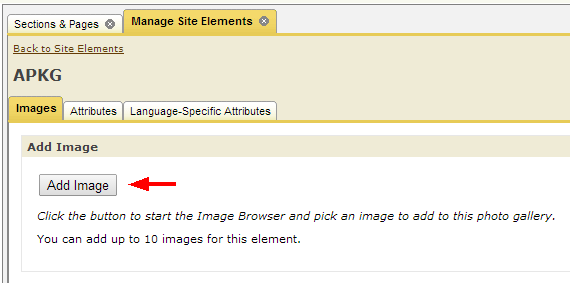 Sections & Pages
Manage Site Elements
Back to Site Elements
APKG
Images
Attributes
Language-Specific Attributes
Add Image
Add Image
Click the button to start the Image Browser and pick an image to add to this photo gallery.
You can add up to 10 images for this element.